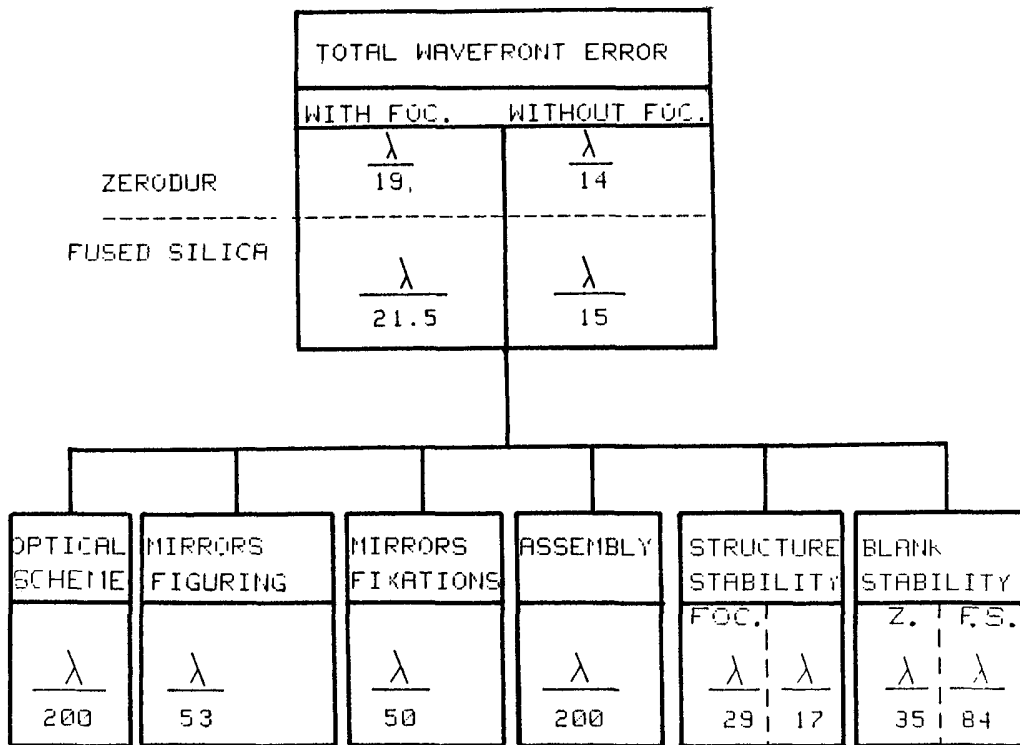 TOTAL WAVEFRONT ERROR
WITH FOC. WITHOUT FOC.
ZERODUR
λ
19,
λ
14
FUSED SILICA
λ
21.5
λ
15
OPTICAL
SCHEME
λ
200
MIRRORS
FIGURING
λ
53
MIRRORS
FIXATIONS
λ
50
ASSEMBLY
λ
200
STRUCTURE
STABILITY
FOC.
λ
29
λ
17
BLANK
STABILITY
Z. F.S.
λ
35
λ
84